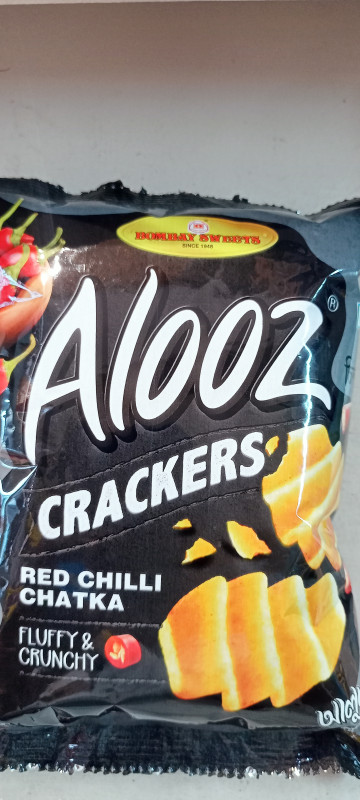 BOMBAY SWEETS
SINCE 1948
Alooz®
CRACKERS
RED CHILLI
CHATKA
FLUFFY &
CRUNCHY